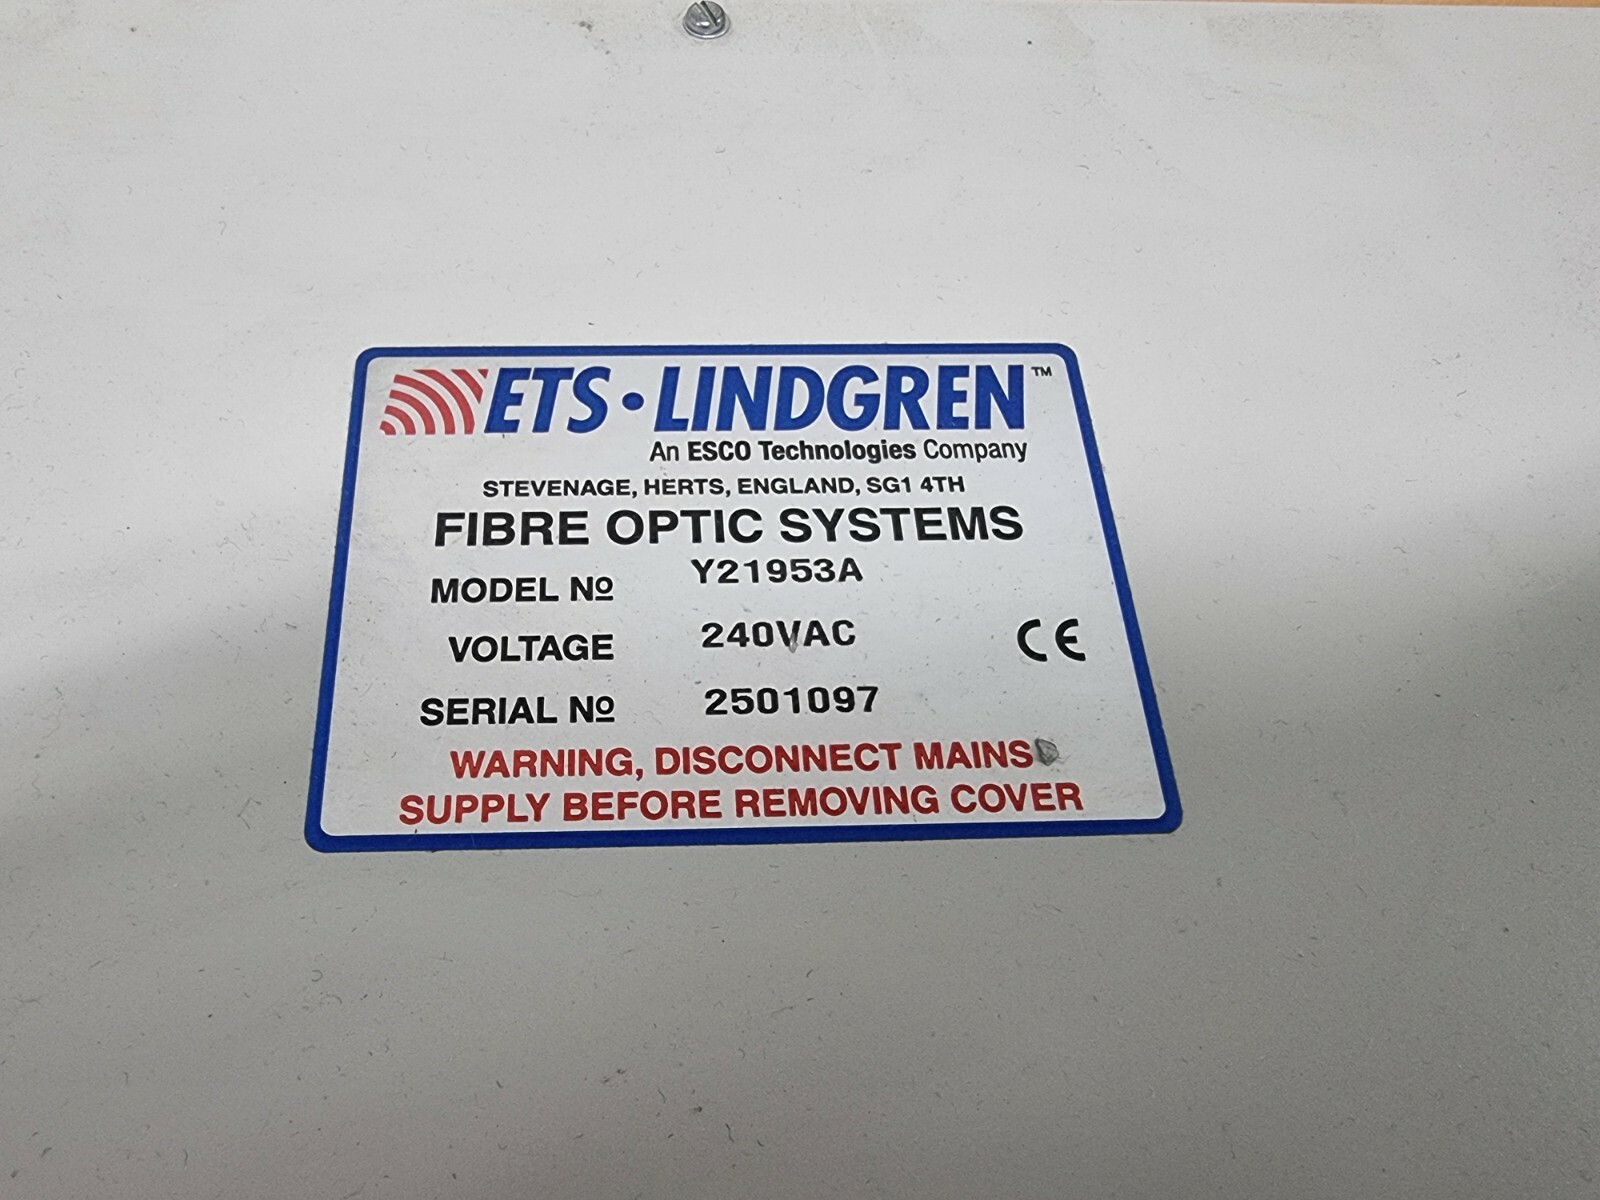 ETS·LINDGREN™
An ESCO Technologies Company
STEVENAGE, HERTS, ENGLAND, SG1 4TH
FIBRE OPTIC SYSTEMS
MODEL Nº Y21953A
VOLTAGE 240VAC CE
SERIAL Nº 2501097
WARNING, DISCONNECT MAINS
SUPPLY BEFORE REMOVING COVER